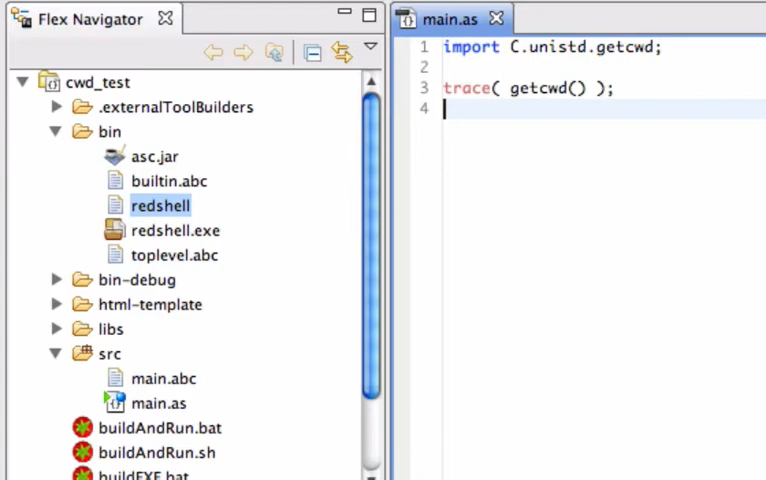 Flex Navigator
cwd_test
.externalToolBuilders
bin
asc.jar
builtin.abc
redshell
redshell.exe
toplevel.abc
bin-debug
html-template
libs
src
main.abc
main.as
buildAndRun.bat
buildAndRun.sh
buildEXE.bat
main.as
1 import C.unistd.getcwd;
2
3 trace( getcwd() );
4